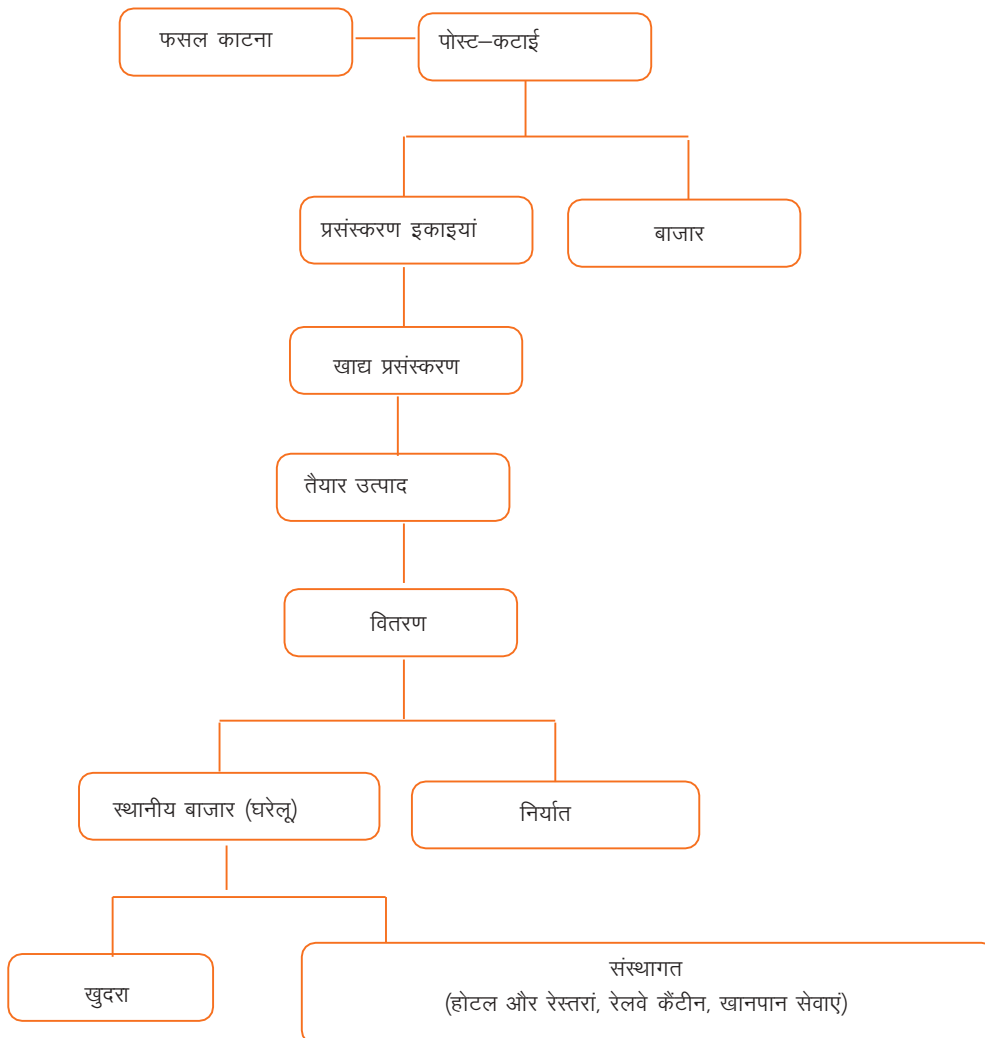 फसल काटना
पोस्ट–कटाई
प्रसंस्करण इकाइयां
बाजार
खाद्य प्रसंस्करण
तैयार उत्पाद
वितरण
स्थानीय बाजार (घरेलू)
निर्यात
खुदरा
संस्थागत
(होटल और रेस्तरां, रेलवे कैंटीन, खानपान सेवाएं)